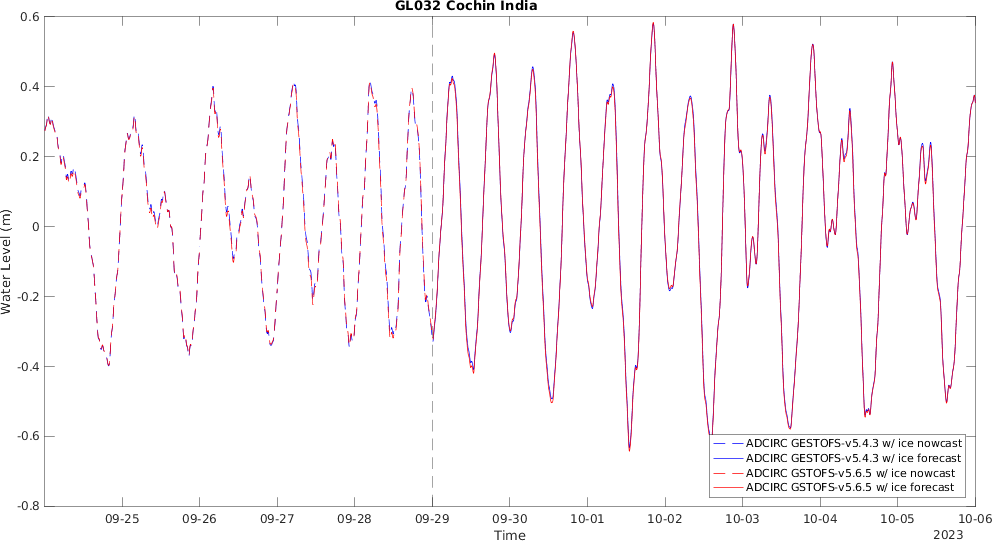 GL032 Cochin India
0.6
0.4
0.2
0
-0.2
-0.4
-0.6
-0.8
Water Level (m)
ADCIRC GESTOFS-v5.4.3 w/ ice nowcast
ADCIRC GESTOFS-v5.4.3 w/ ice forecast
ADCIRC GSTOFS-v5.6.5 w/ ice nowcast
ADCIRC GSTOFS-v5.6.5 w/ ice forecast
09-25 09-26 09-27 09-28 09-29 09-30 10-01 10-02 10-03 10-04 10-05 10-06
Time
2023